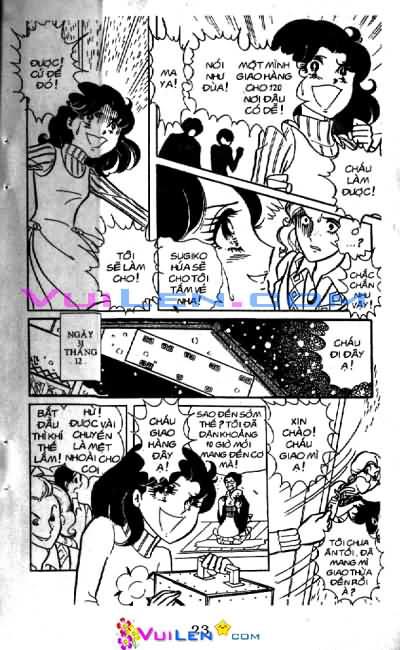 MỘT MÌNH
GIAO HÀNG
CHO 120
NƠI ĐÂU
CÓ DỄ!
NÓI
NHƯ
ĐÙA!
MA
YA!
ĐƯỢC!
CỨ ĐỂ
ĐÓ!
CHÁU
LÀM
ĐƯỢC!
TÔI
SẼ LÀM
CHO!
SUGIKO
HỨA SẼ
CHO TÔI
TẤM VÉ
NHA!
...?
CHẮC
CHẮN
CHÁU
VẬY?
VUILEN.COM
NGÀY
31
THÁNG
12
CHÁU
ĐI ĐÂY
Ạ!
XIN
CHÀO!
CHÁU
GIAO MÌ
Ạ!
SAO ĐẾN SỚM
THẾ? TÔI ĐÃ
DẶN KHOẢNG
10 GIỜ MỚI
MANG ĐẾN CƠ
MÀ!
CHÁU
GIAO
HÀNG
ĐÂY
Ạ!
HỪ!
ĐƯỢC VÀI
CHUYẾN
LÀ MỆT
NHOÀI CHO
COI
BẮT
ĐẦU
THÌ KHÍ
THẾ
LẮM!
TÔI CHƯA
ĂN TỐI, ĐÃ
MANG MÌ
GIAO THỪA
ĐẾN RỒI
À?
23
VUILEN.COM